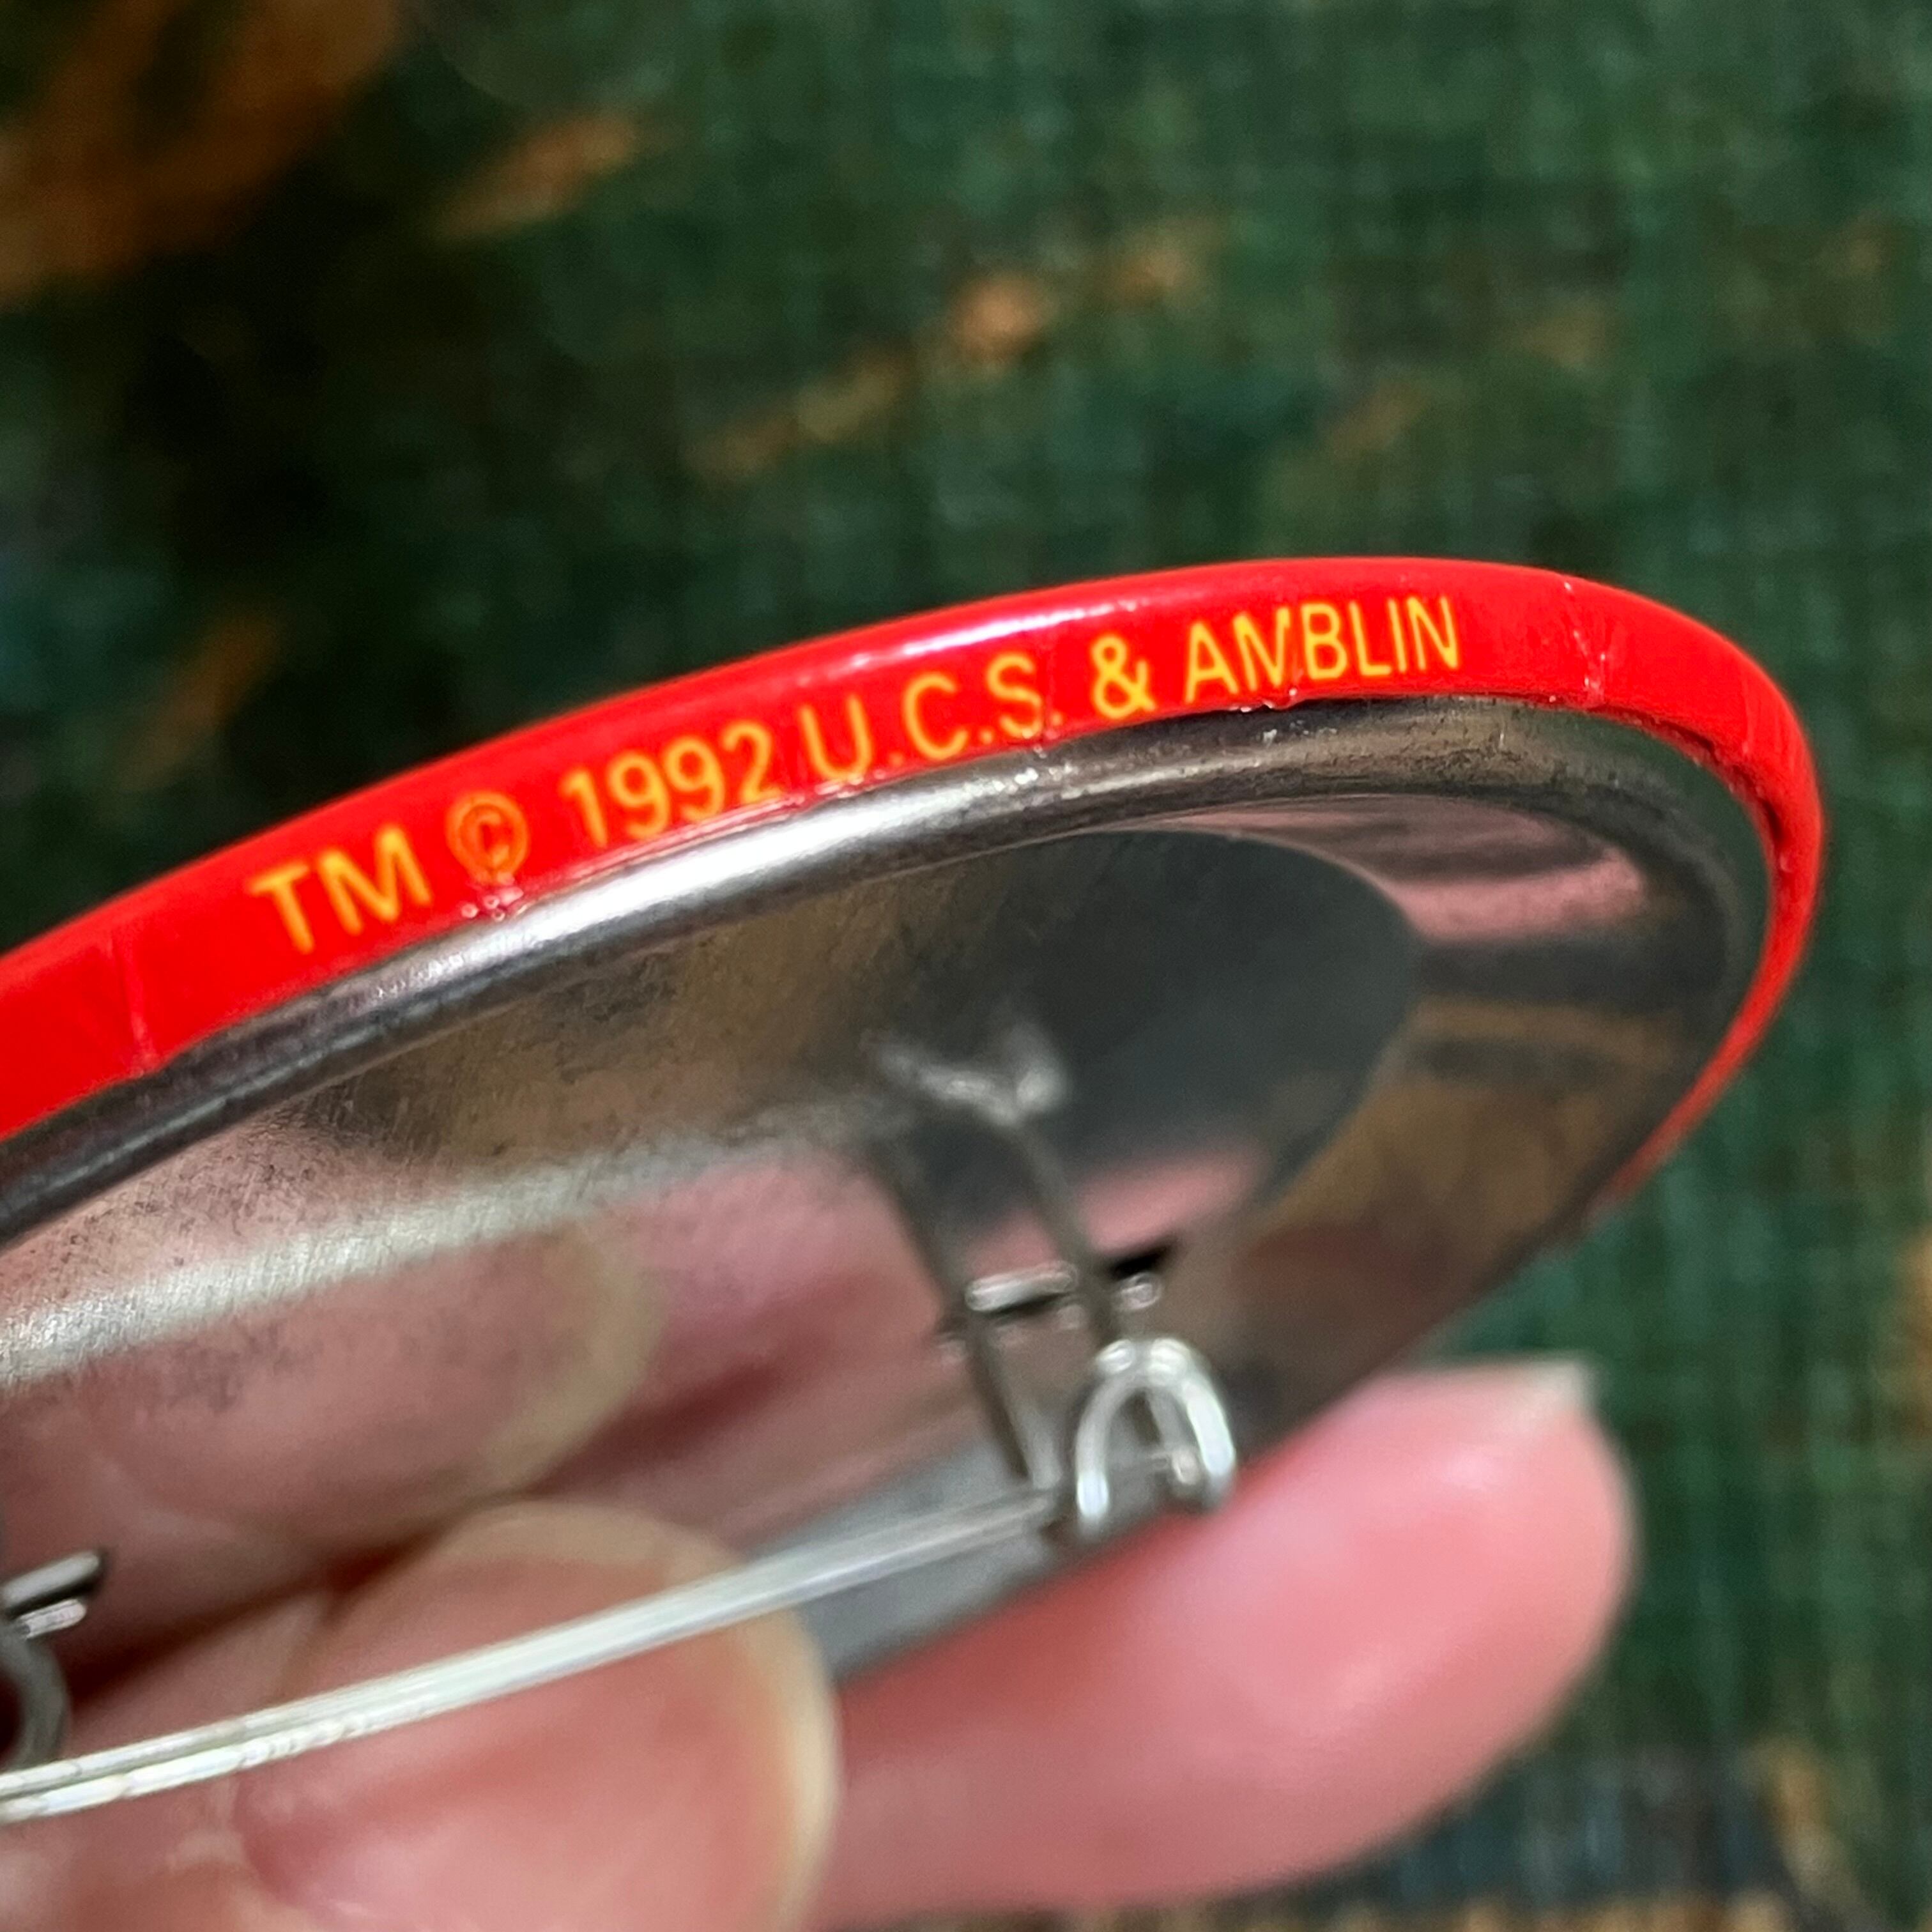 TM © 1992 U.C.S. & AMBLIN